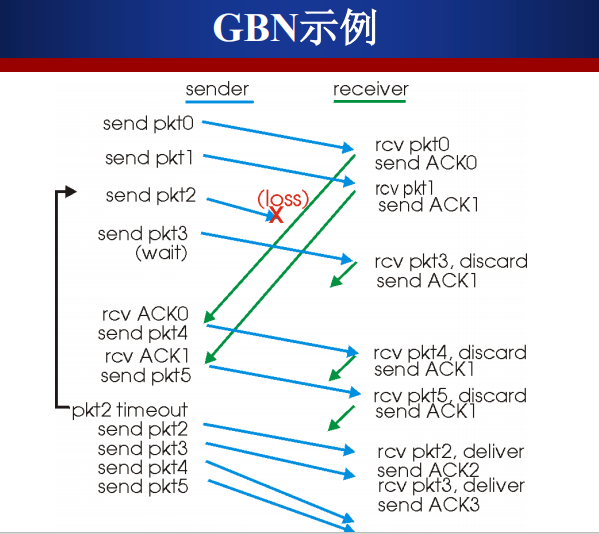 GBN示例
sender
receiver
send pkt0
send pkt1
send pkt2
(loss)
X
send pkt3
(wait)
rcv ACK0
send pkt4
rcv ACK1
send pkt5
pkt2 timeout
send pkt2
send pkt3
send pkt4
send pkt5
rcv pkt0
send ACK0
rcv pkt1
send ACK1
rcv pkt3, discard
send ACK1
rcv pkt4, discard
send ACK1
rcv pkt5, discard
send ACK1
rcv pkt2, deliver
send ACK2
rcv pkt3, deliver
send ACK3